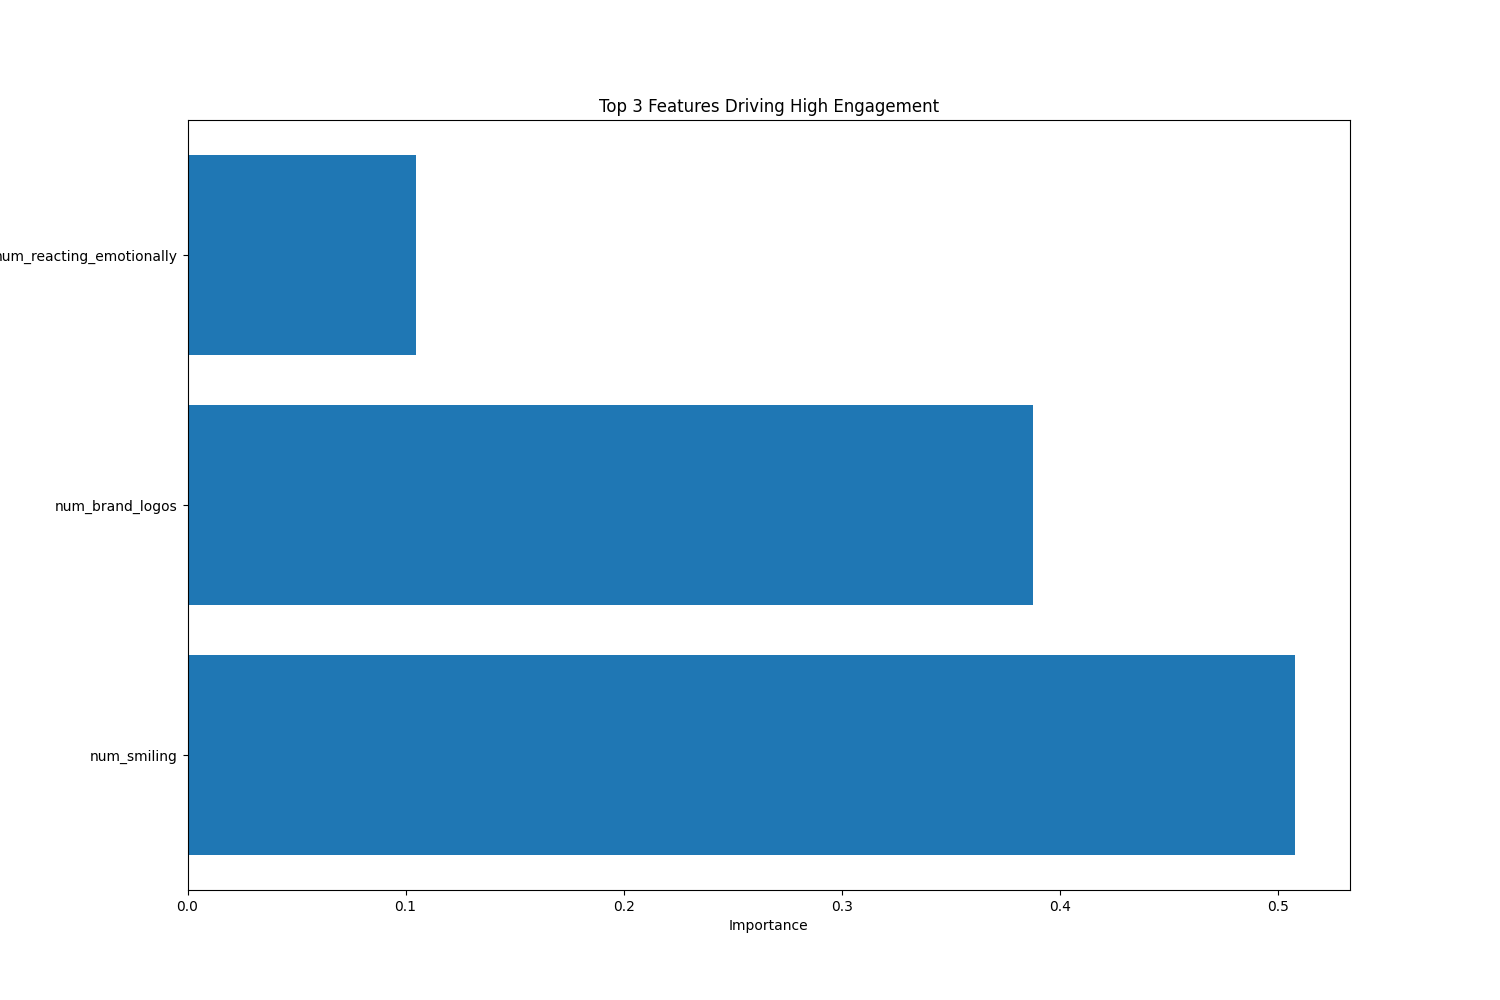 Top 3 Features Driving High Engagement
num_reacting_emotionally
num_brand_logos
num_smiling
0.0 0.1 0.2 0.3 0.4 0.5
Importance